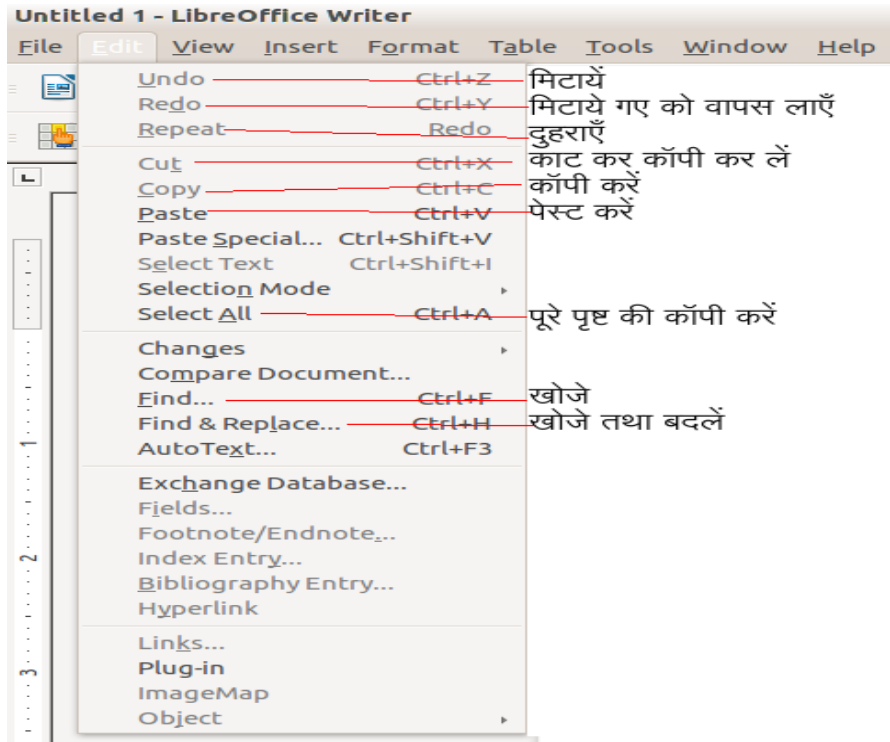 Untitled 1 - LibreOffice Writer
File Edit View Insert Format Table Tools Window Help
Undo Ctrl+Z मिटायें
Redo Ctrl+Y मिटाये गए को वापस लाएँ
Repeat Redo दुहराएँ
Cut Ctrl+X काट कर कॉपी कर लें
Copy Ctrl+C कॉपी करें
Paste Ctrl+V पेस्ट करें
Paste Special... Ctrl+Shift+V
Select Text Ctrl+Shift+I
Selection Mode
Select All Ctrl+A पूरे पृष्ट की कॉपी करें
Changes
Compare Document...
Find... Ctrl+F खोजे
Find & Replace... Ctrl+H खोजे तथा बदलें
AutoText... Ctrl+F3
Exchange Database...
Fields...
Footnote/Endnote...
Index Entry...
Bibliography Entry...
Hyperlink
Links...
Plug-in
ImageMap
Object
1
2
3